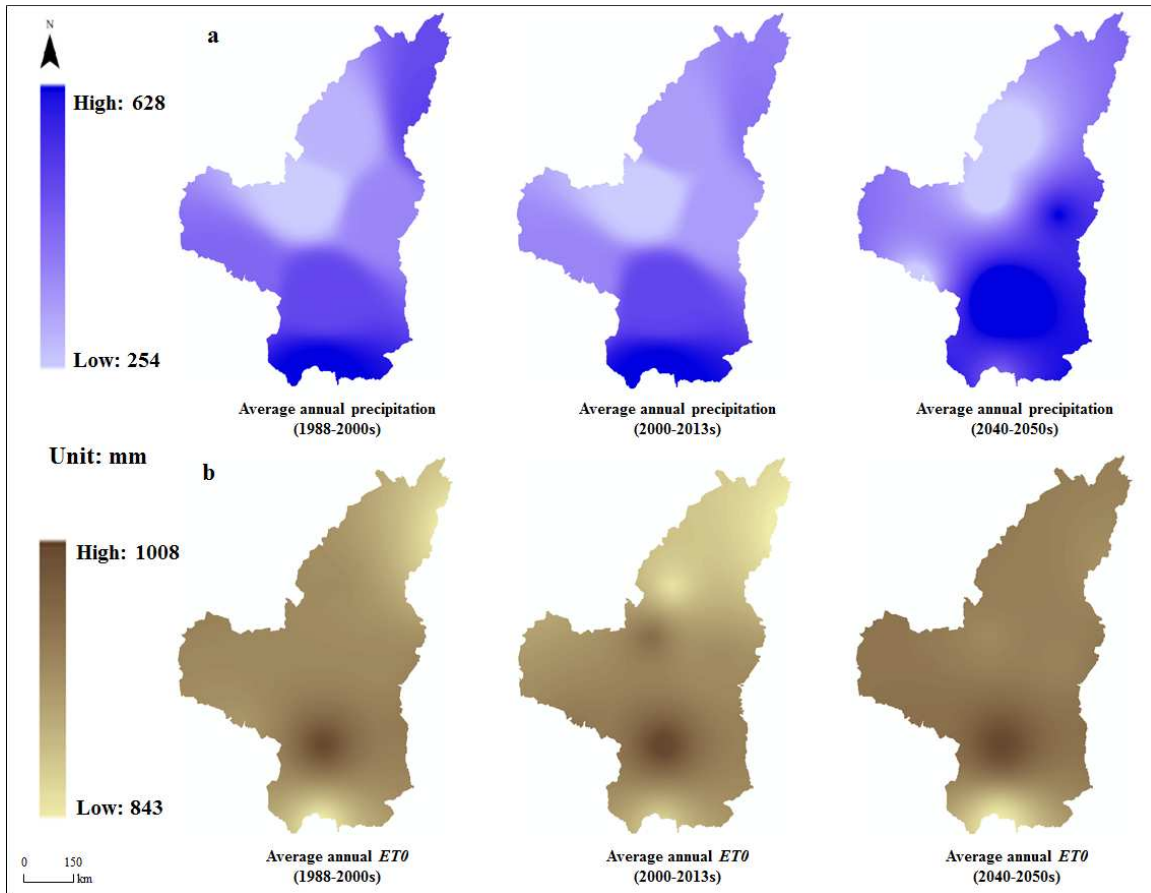 N
a
High: 628
Low: 254
Average annual precipitation
(1988-2000s)
Average annual precipitation
(2000-2013s)
Average annual precipitation
(2040-2050s)
Unit: mm
b
High: 1008
Low: 843
0 150
km
Average annual ET0
(1988-2000s)
Average annual ET0
(2000-2013s)
Average annual ET0
(2040-2050s)